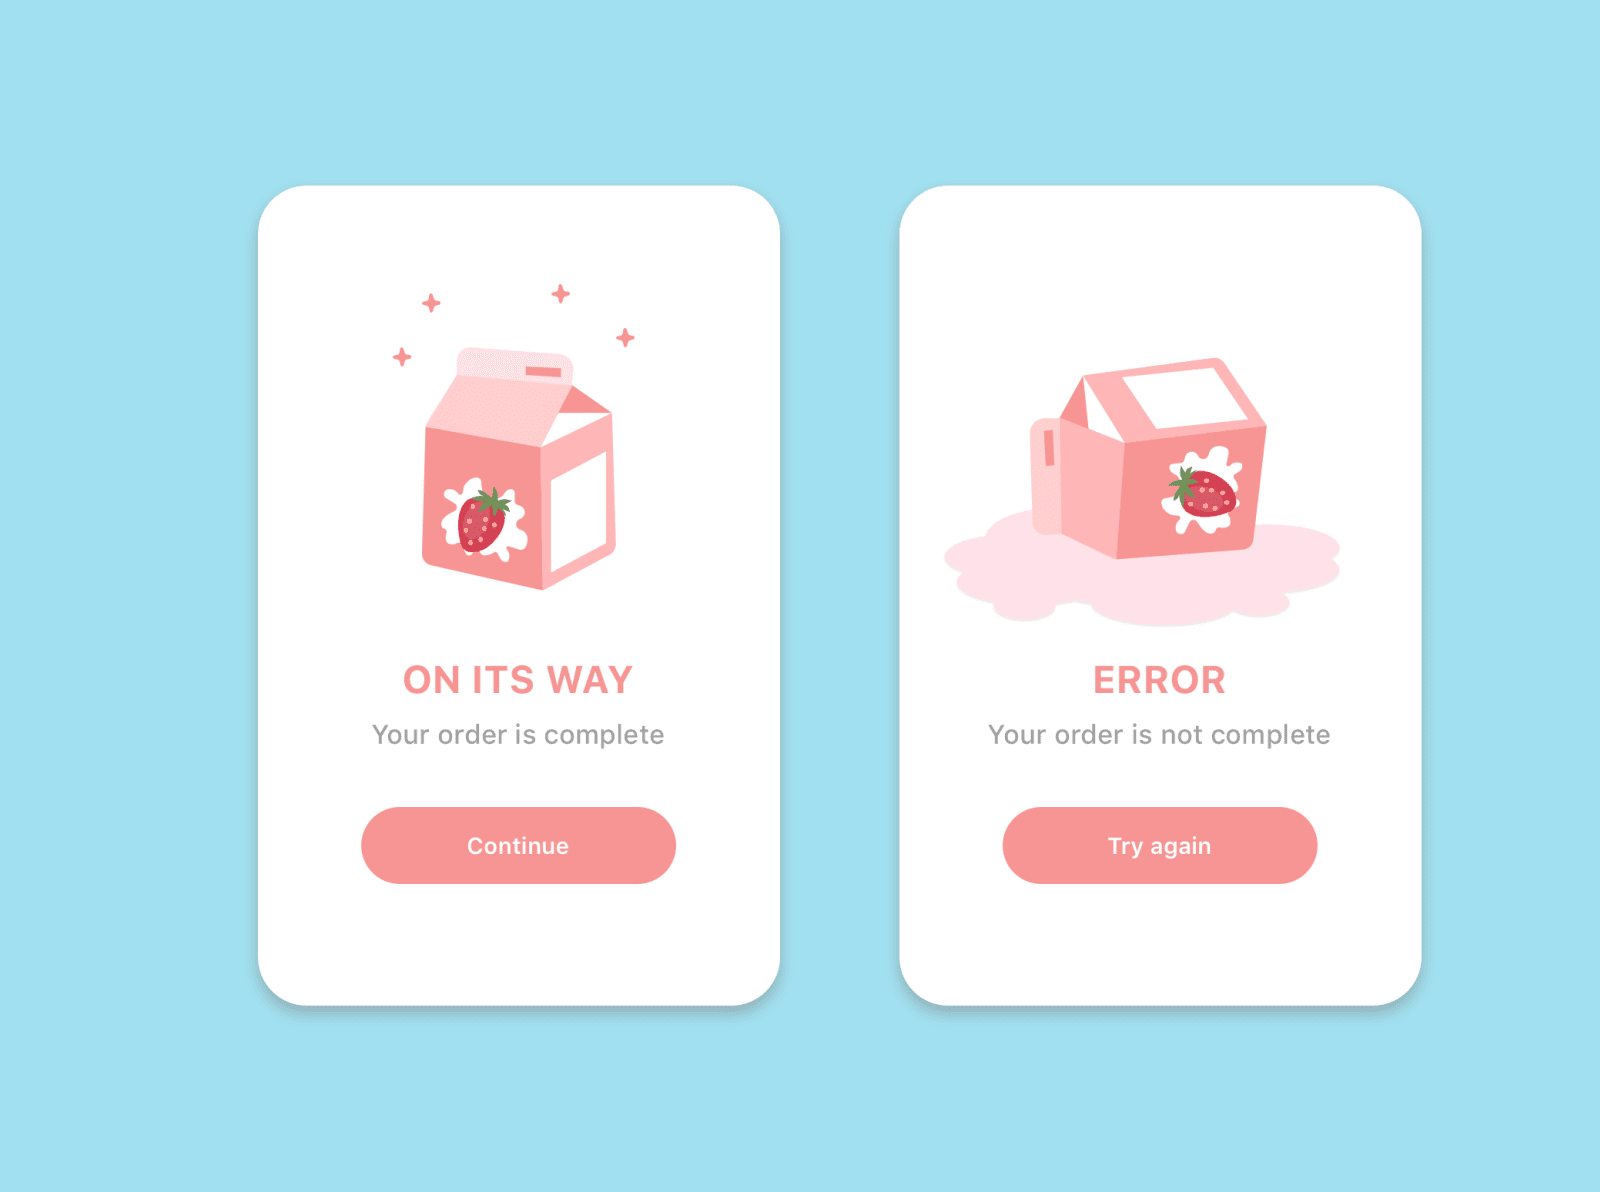 ON ITS WAY
Your order is complete
Continue
ERROR
Your order is not complete
Try again